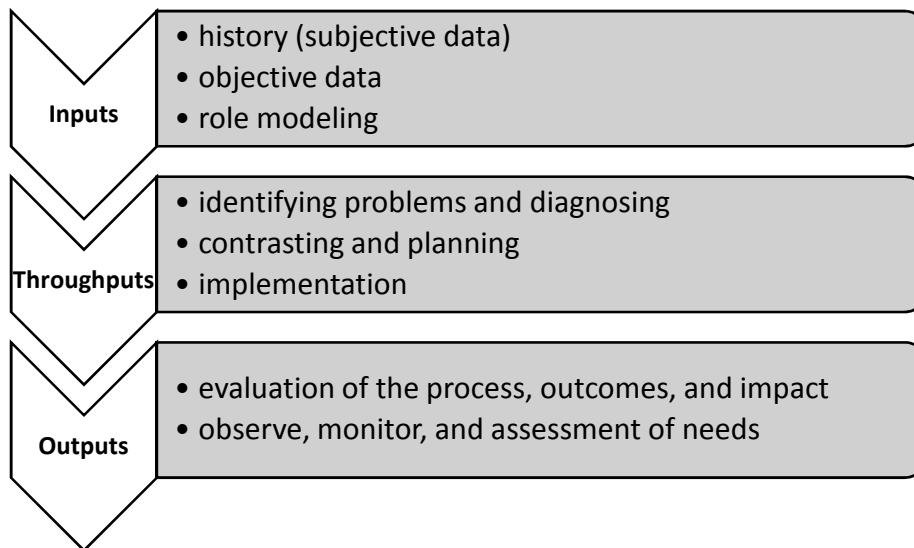 Inputs
• history (subjective data)
• objective data
• role modeling
Throughputs
• identifying problems and diagnosing
• contrasting and planning
• implementation
Outputs
• evaluation of the process, outcomes, and impact
• observe, monitor, and assessment of needs